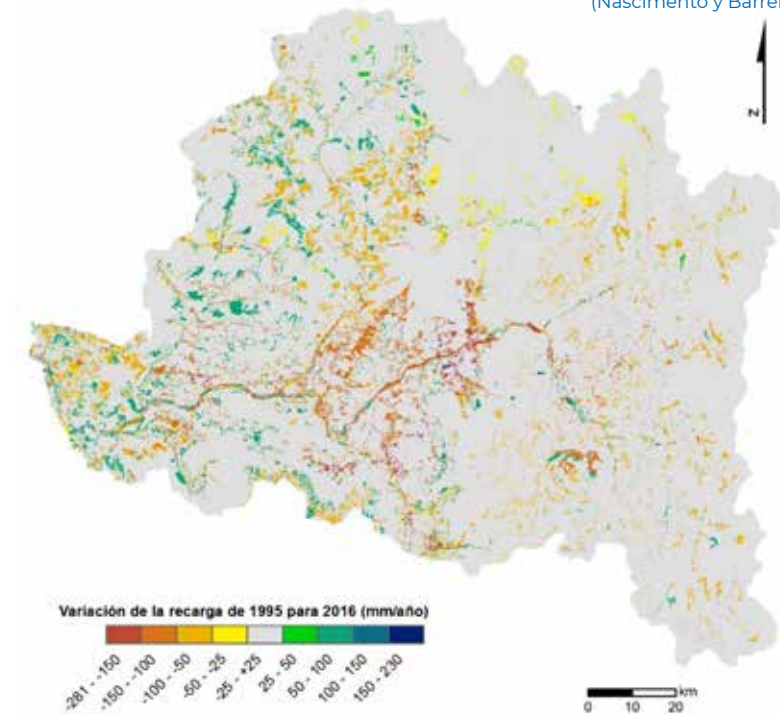 (Nascimento y Barre
N
Variación de la recarga de 1995 para 2016 (mm/año)
-281 - -150
-150 - -100
-100 - -50
-50 - -25
-25 - +25
25 - 50
50 - 100
100 - 150
150 - 230
km
0 10 20